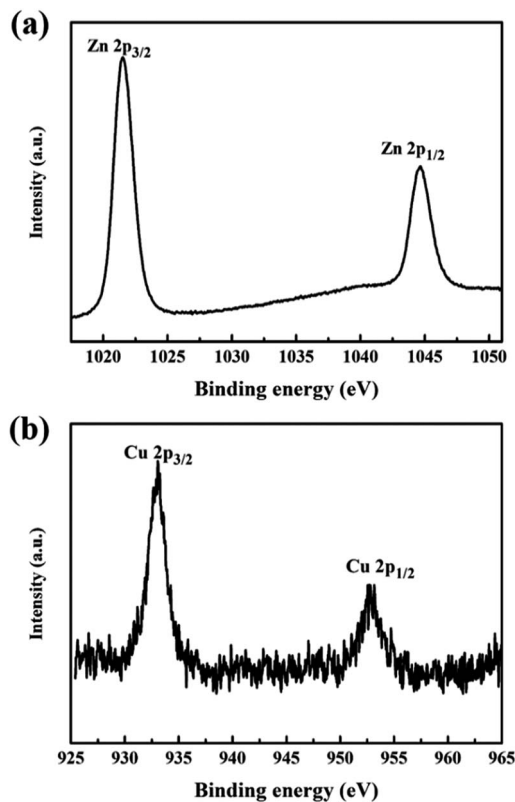 (a)
Zn 2p3/2
Zn 2p1/2
Intensity (a.u.)
1020 1025 1030 1035 1040 1045 1050
Binding energy (eV)
(b)
Cu 2p3/2
Cu 2p1/2
Intensity (a.u.)
925 930 935 940 945 950 955 960 965
Binding energy (eV)